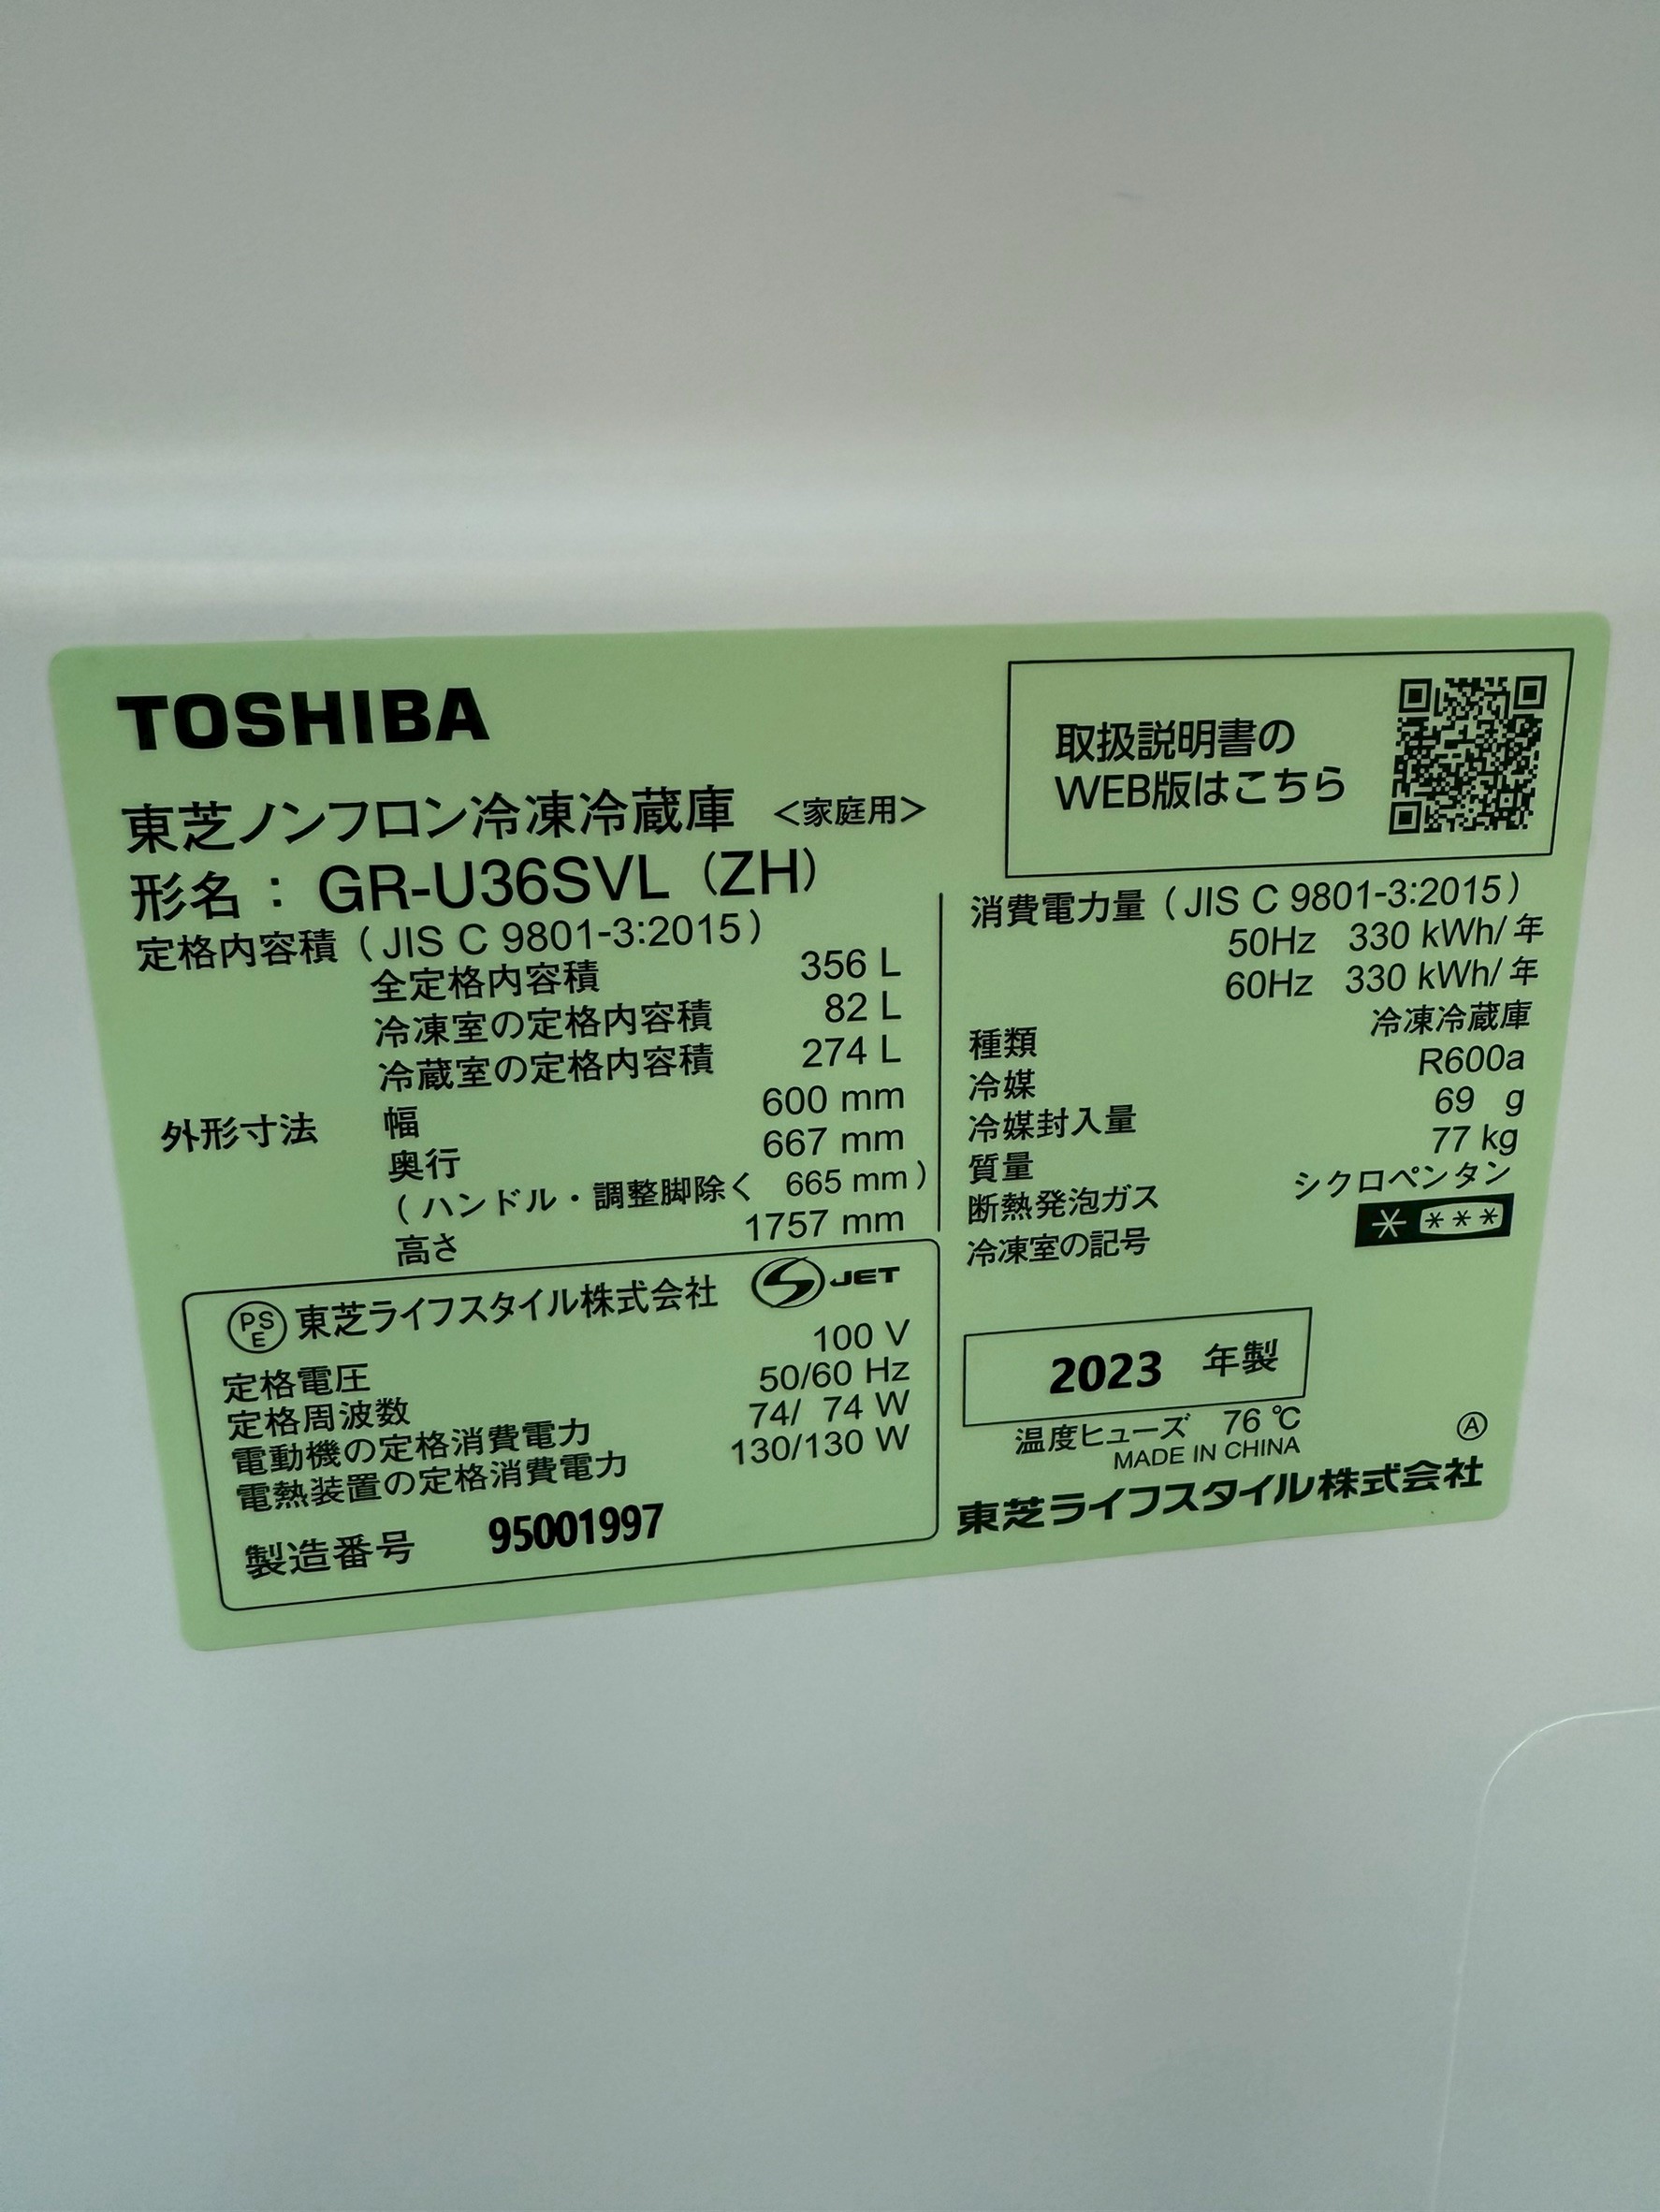 TOSHIBA
取扱説明書の
WEB版はこちら
東芝ノンフロン冷凍冷蔵庫 <家庭用>
形名：GR-U36SVL (ZH)
定格内容積 (JIS C 9801-3:2015)
全定格内容積 356 L
冷凍室の定格内容積 82 L
冷蔵室の定格内容積 274 L
外形寸法 幅 600 mm
奥行 667 mm
(ハンドル・調整脚除く 665 mm)
高さ 1757 mm
消費電力量 (JIS C 9801-3:2015)
50Hz 330 kWh/年
60Hz 330 kWh/年
種類 冷凍冷蔵庫
冷媒 R600a
冷媒封入量 69 g
質量 77 kg
断熱発泡ガス シクロペンタン
冷凍室の記号 * ***
PSE 東芝ライフスタイル株式会社 S JET
定格電圧 100 V
定格周波数 50/60 Hz
電動機の定格消費電力 74/ 74 W
電熱装置の定格消費電力 130/130 W
製造番号 95001997
2023 年製
温度ヒューズ 76 ℃
MADE IN CHINA
Ⓐ
東芝ライフスタイル株式会社